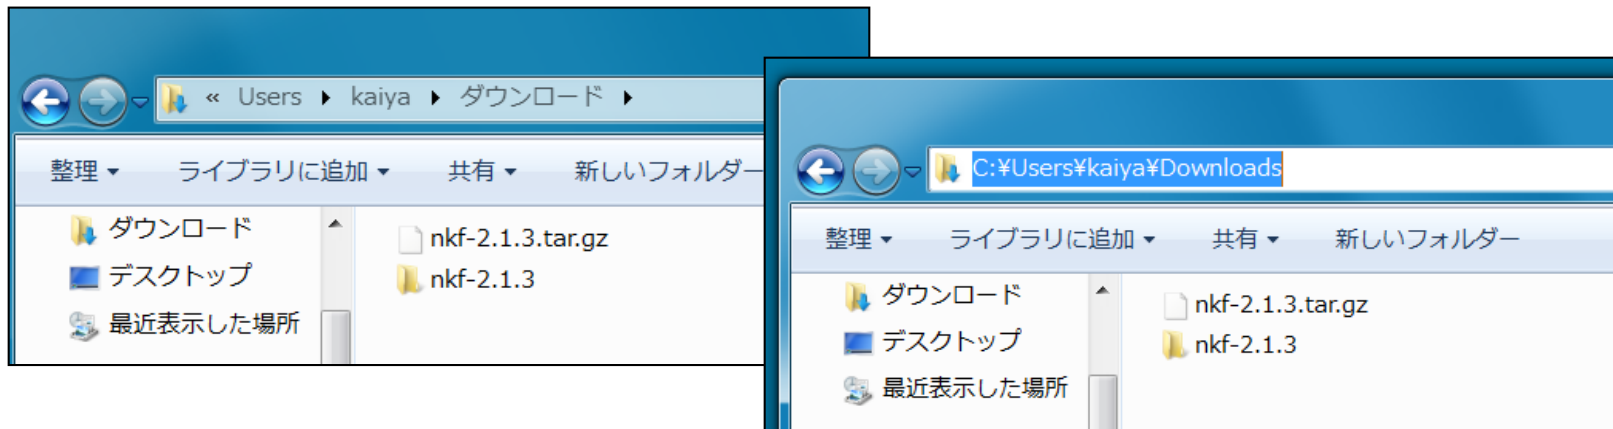 « Users ▶ kaiya ▶ ダウンロード ▶
整理 ▼ ライブラリに追加 ▼ 共有 ▼ 新しいフォルダー
ダウンロード
デスクトップ
最近表示した場所
nkf-2.1.3.tar.gz
nkf-2.1.3
C:¥Users¥kaiya¥Downloads
整理 ▼ ライブラリに追加 ▼ 共有 ▼ 新しいフォルダー
ダウンロード
デスクトップ
最近表示した場所
nkf-2.1.3.tar.gz
nkf-2.1.3